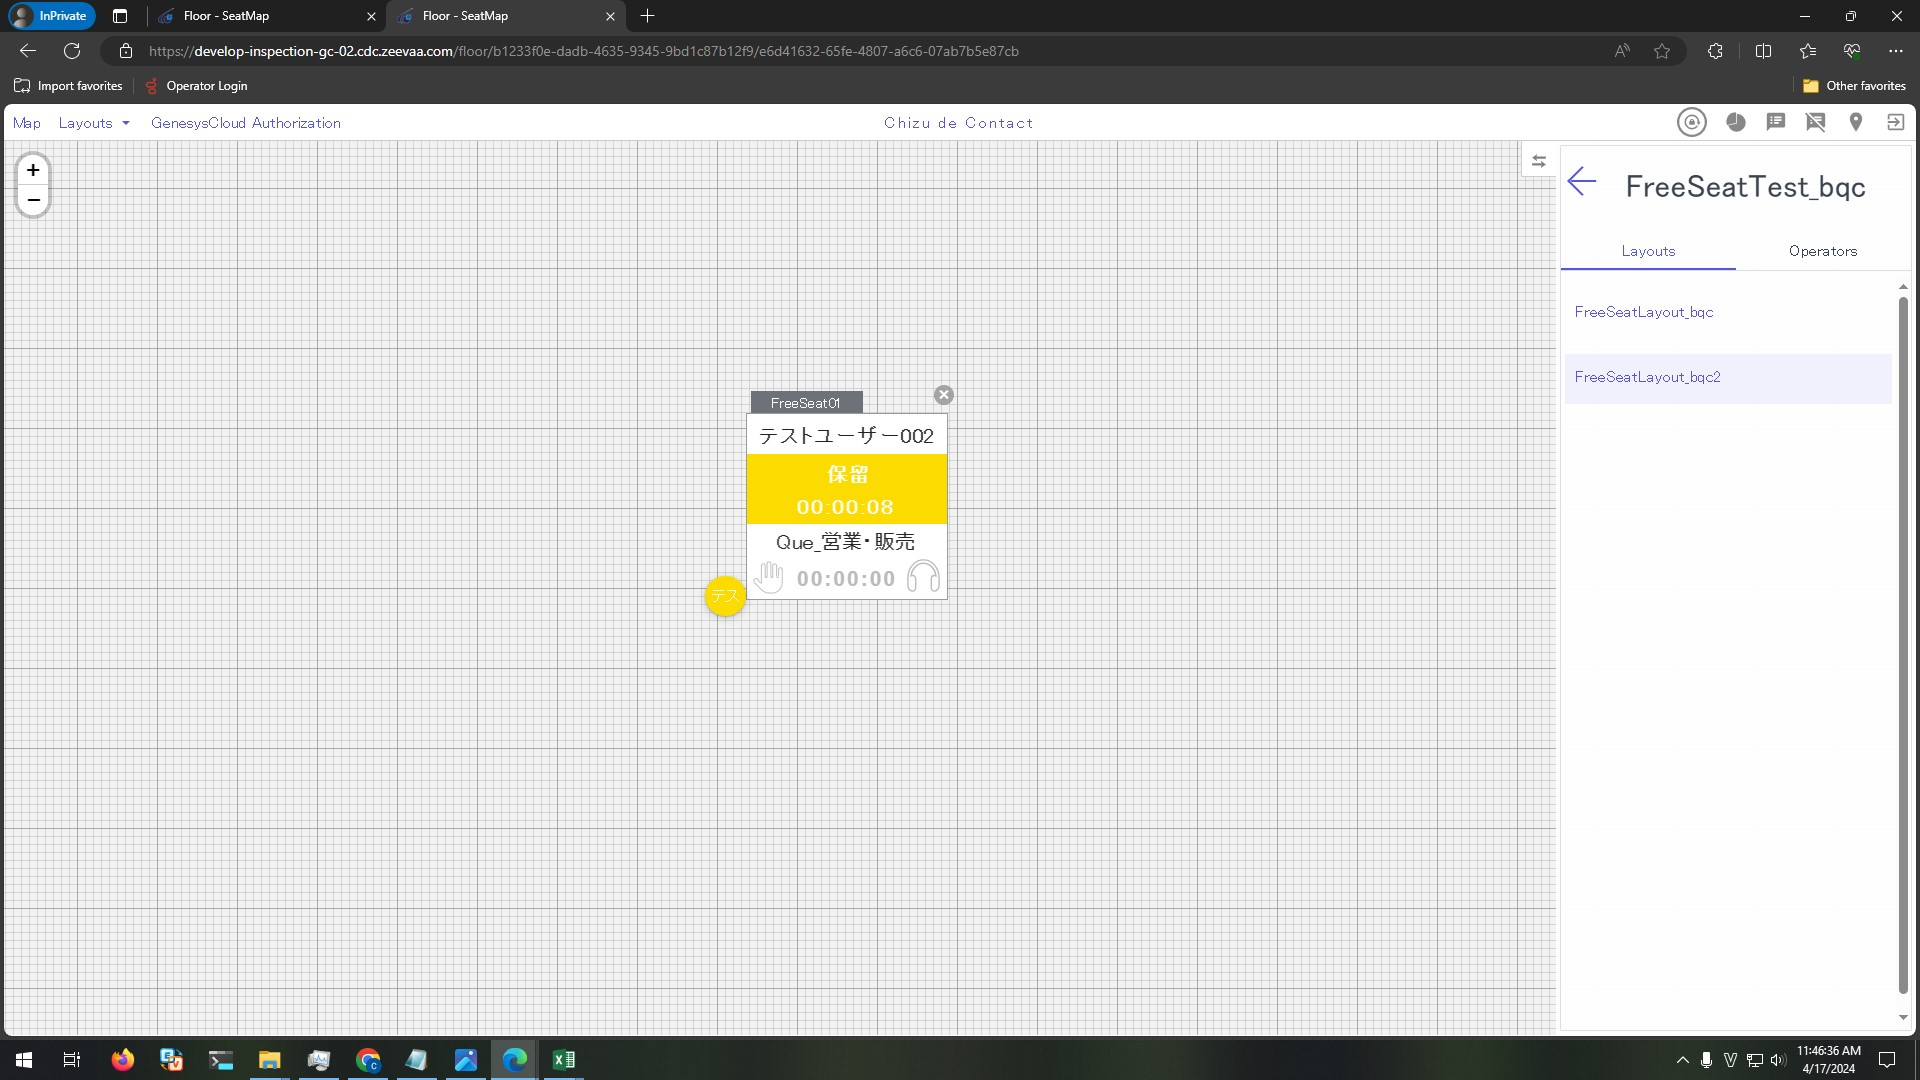 InPrivate
Floor - SeatMap
Floor - SeatMap
https://develop-inspection-gc-02.cdc.zeevaa.com/floor/b1233f0e-dadb-4635-9345-9bd1c87b12f9/e6d41632-65fe-4807-a6c6-07ab7b5e87cb
Import favorites
Operator Login
Other favorites
Map
Layouts
GenesysCloud Authorization
Chizu de Contact
+
−
FreeSeatTest_bqc
Layouts
Operators
FreeSeatLayout_bqc
FreeSeatLayout_bqc2
FreeSeat01
テストユーザー002
保留
00:00:08
Que_営業・販売
00:00:00
テス
11:46:36 AM
4/17/2024